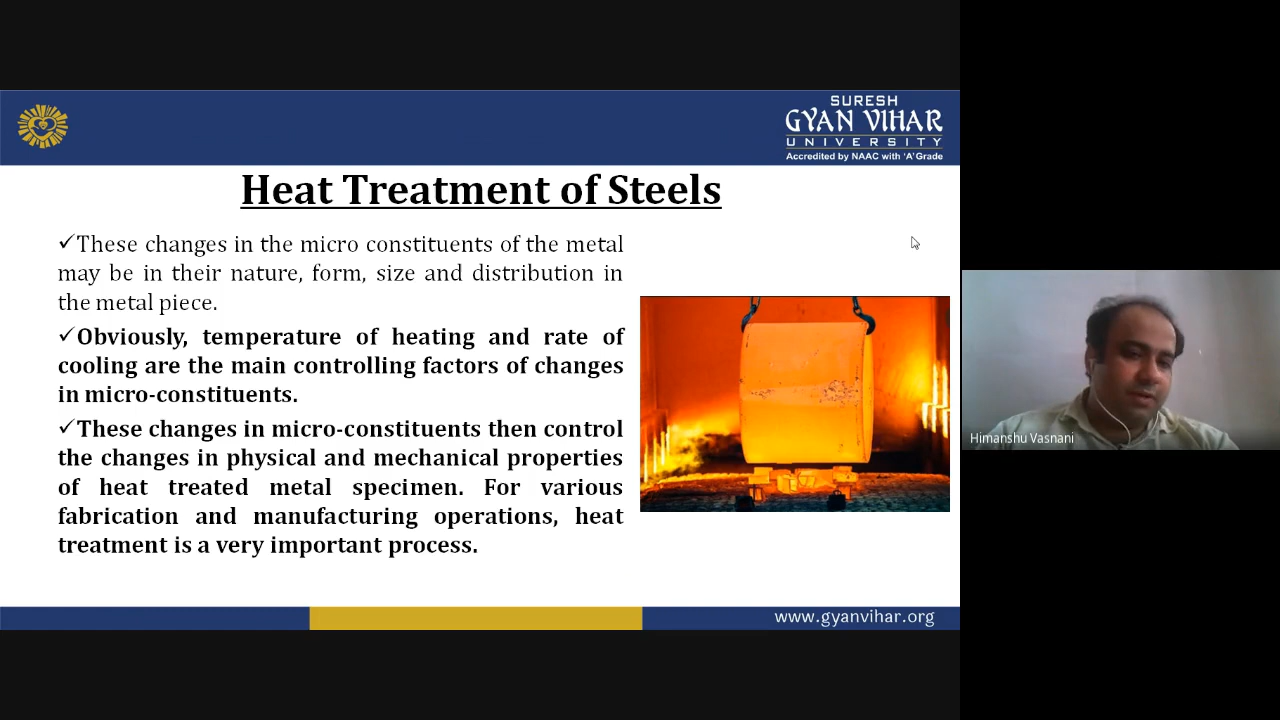 SURESH
GYAN VIHAR
UNIVERSITY
Accredited by NAAC with 'A' Grade
Heat Treatment of Steels
✓These changes in the micro constituents of the metal
may be in their nature, form, size and distribution in
the metal piece.
✓Obviously, temperature of heating and rate of
cooling are the main controlling factors of changes
in micro-constituents.
✓These changes in micro-constituents then control
the changes in physical and mechanical properties
of heat treated metal specimen. For various
fabrication and manufacturing operations, heat
treatment is a very important process.
Himanshu Vasnani
www.gyanvihar.org